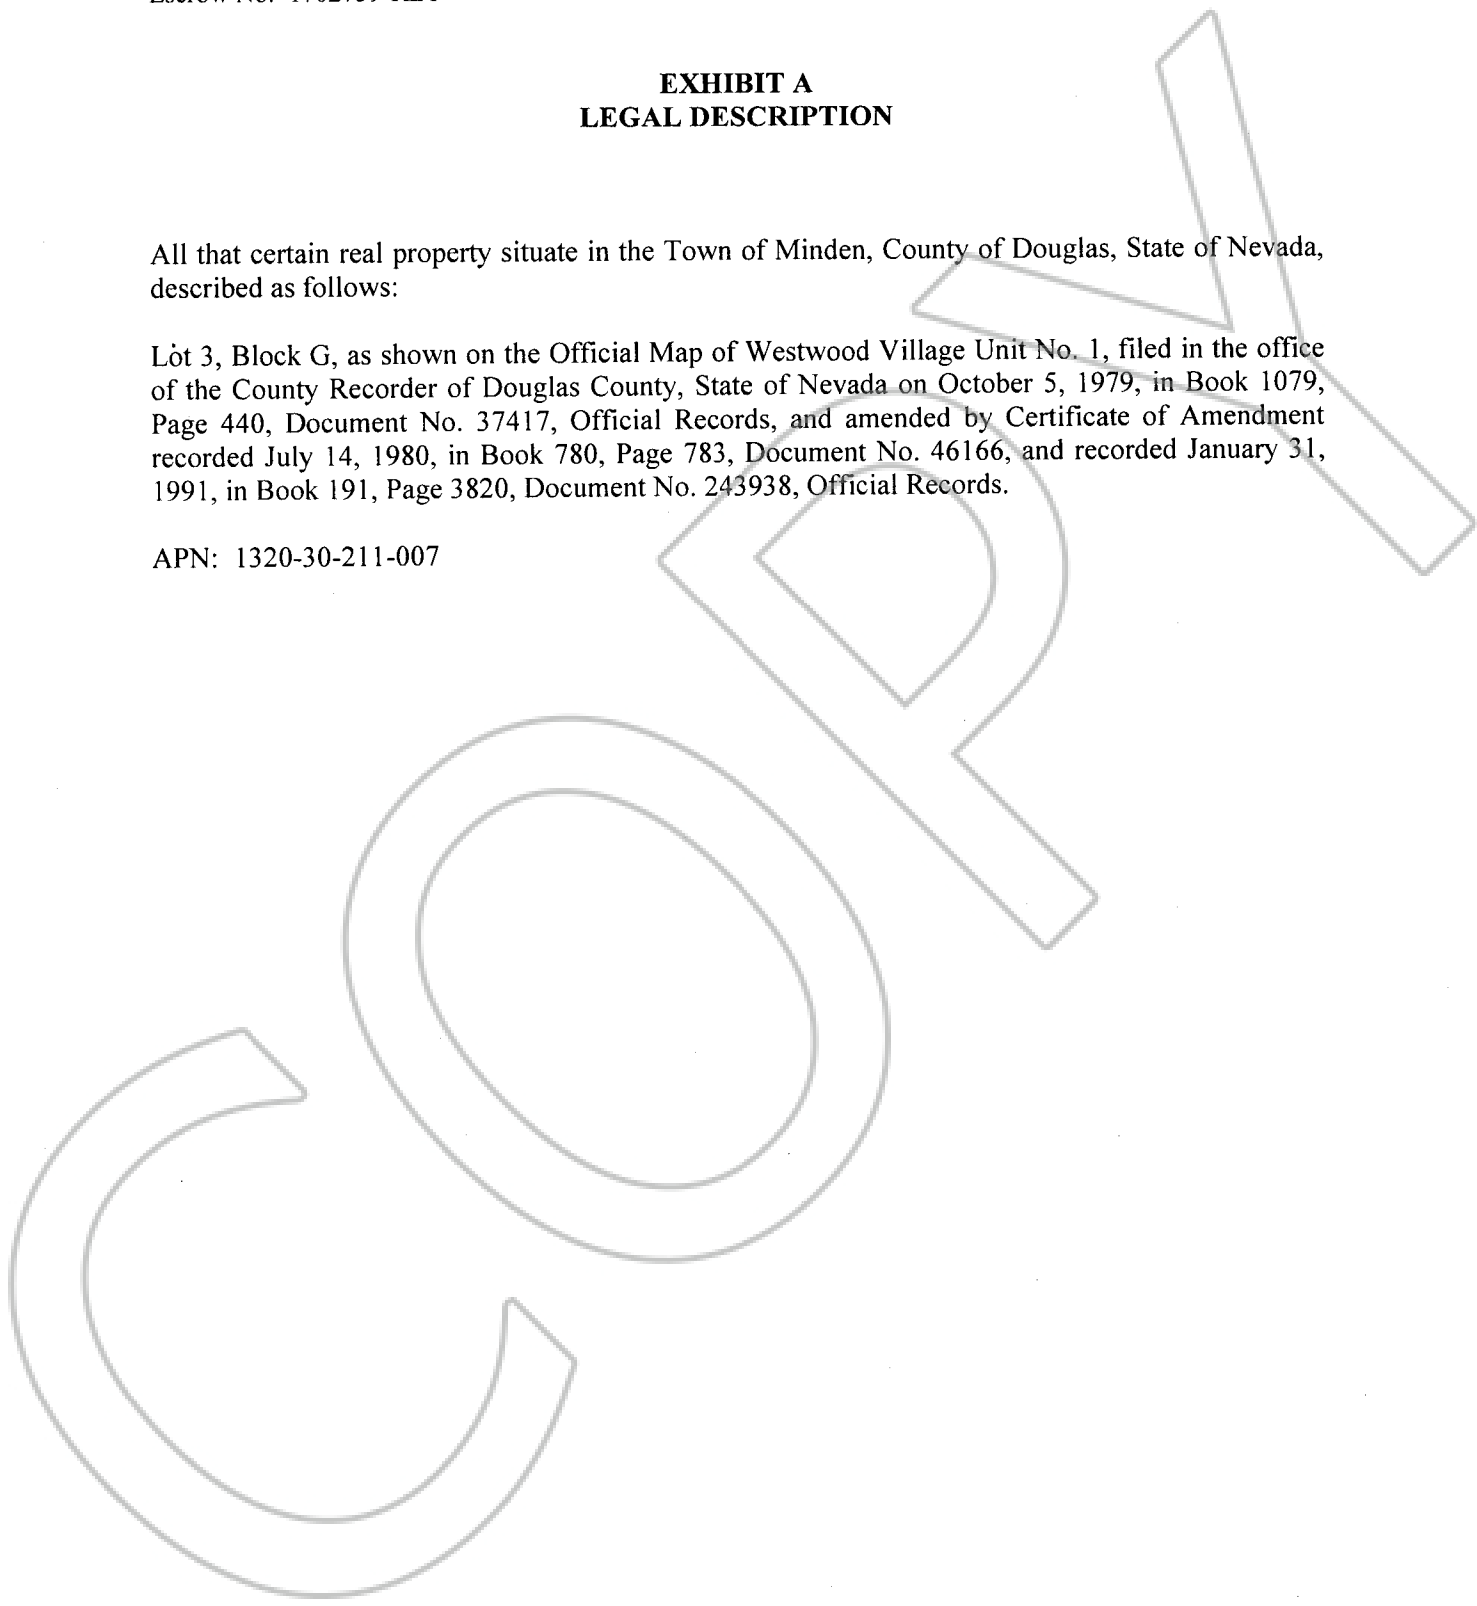 EXHIBIT A
LEGAL DESCRIPTION
All that certain real property situate in the Town of Minden, County of Douglas, State of Nevada,
described as follows:
Lot 3, Block G, as shown on the Official Map of Westwood Village Unit No. 1, filed in the office
of the County Recorder of Douglas County, State of Nevada on October 5, 1979, in Book 1079,
Page 440, Document No. 37417, Official Records, and amended by Certificate of Amendment
recorded July 14, 1980, in Book 780, Page 783, Document No. 46166, and recorded January 31,
1991, in Book 191, Page 3820, Document No. 243938, Official Records.
APN: 1320-30-211-007
COPY